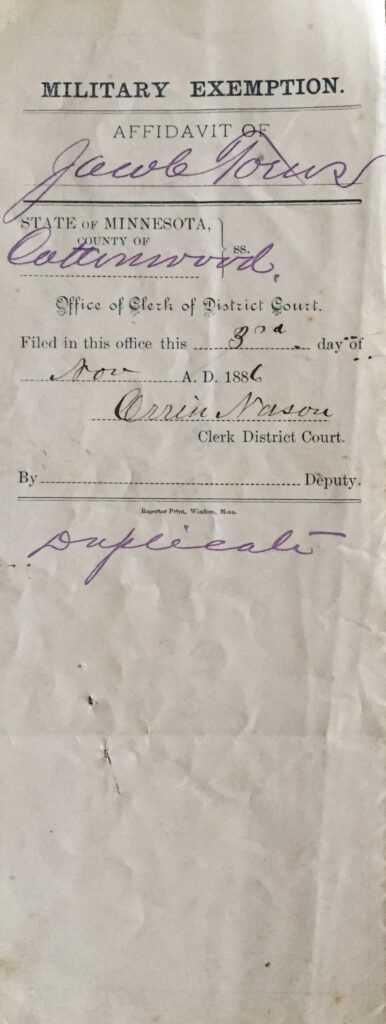 MILITARY EXEMPTION.
AFFIDAVIT OF
Jacob Toews
STATE OF MINNESOTA,
COUNTY OF
Cottonwood.
ss.
Office of Clerk of District Court.
Filed in this office this 3rd. day of
Nov A. D. 1886
Orrin Nason
Clerk District Court.
By Deputy.
Reporter Print, Windom, Minn.
Duplicate